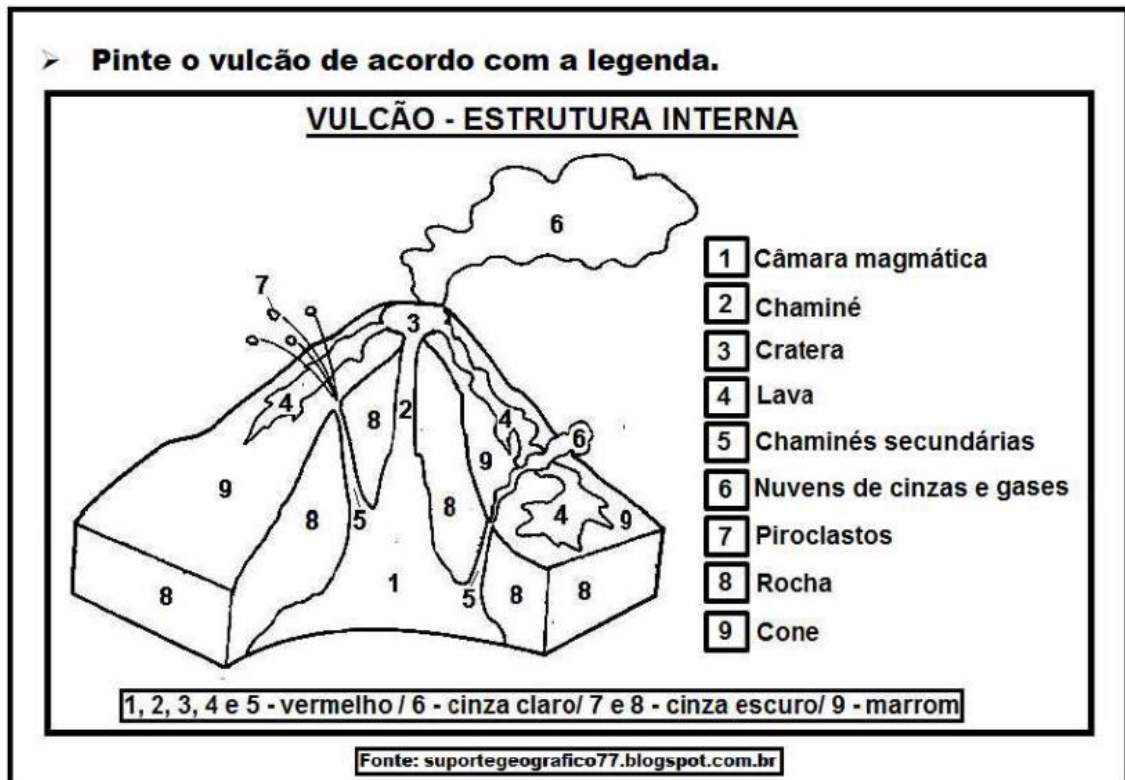 ➢ Pinte o vulcão de acordo com a legenda.
VULCÃO - ESTRUTURA INTERNA
6
7
3
4
8
2
4
6
9
9
8
8
5
4
9
1
8
5
8
8
1 Câmara magmática
2 Chaminé
3 Cratera
4 Lava
5 Chaminés secundárias
6 Nuvens de cinzas e gases
7 Piroclastos
8 Rocha
9 Cone
1, 2, 3, 4 e 5 - vermelho / 6 - cinza claro/ 7 e 8 - cinza escuro/ 9 - marrom
Fonte: suportegeografico77.blogspot.com.br